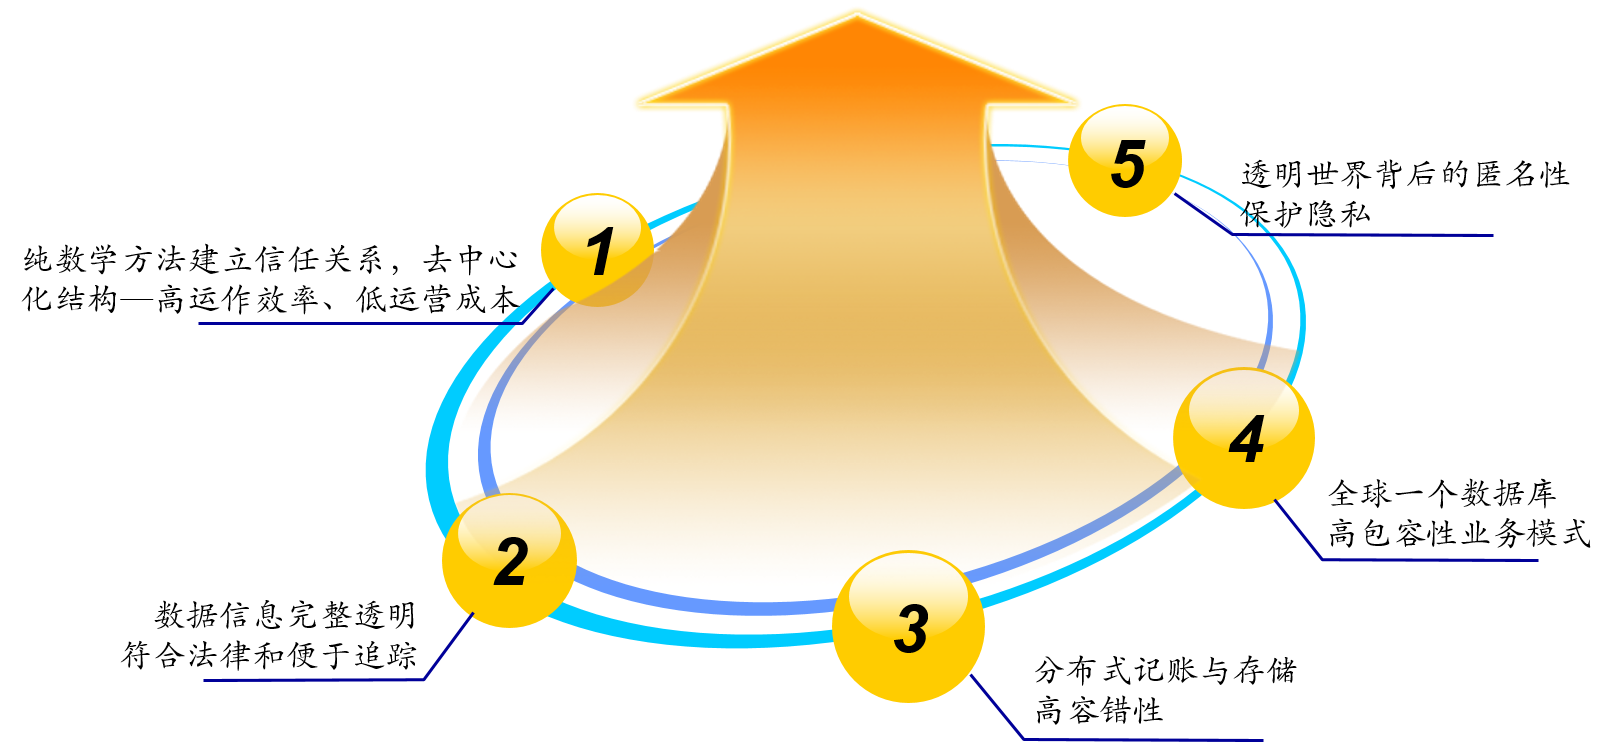 1
纯数学方法建立信任关系，去中心
化结构—高运作效率、低运营成本
2
数据信息完整透明
符合法律和便于追踪
3
分布式记账与存储
高容错性
4
全球一个数据库
高包容性业务模式
5
透明世界背后的匿名性
保护隐私